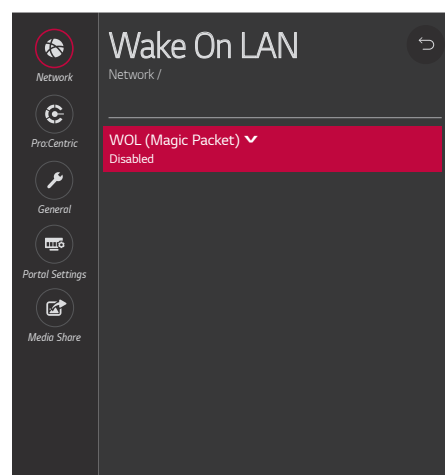 Wake On LAN
Network /
WOL (Magic Packet)
Disabled
Network
Pro:Centric
General
Portal Settings
Media Share